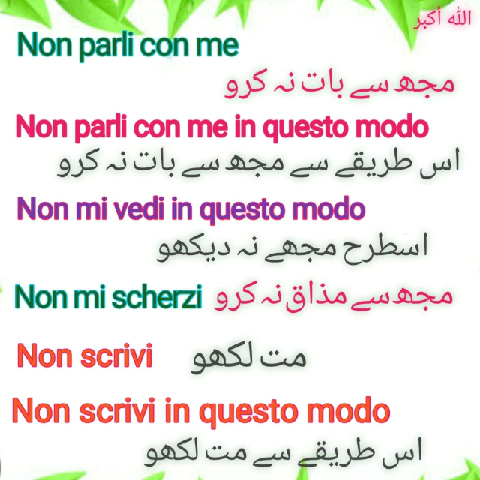 الله أكبر
Non parli con me
مجھ سے بات نہ کرو
Non parli con me in questo modo
اس طریقے سے مجھ سے بات نہ کرو
Non mi vedi in questo modo
اسطرح مجھے نہ دیکھو
Non mi scherzi مجھ سے مذاق نہ کرو
Non scrivi مت لکھو
Non scrivi in questo modo
اس طریقے سے مت لکھو